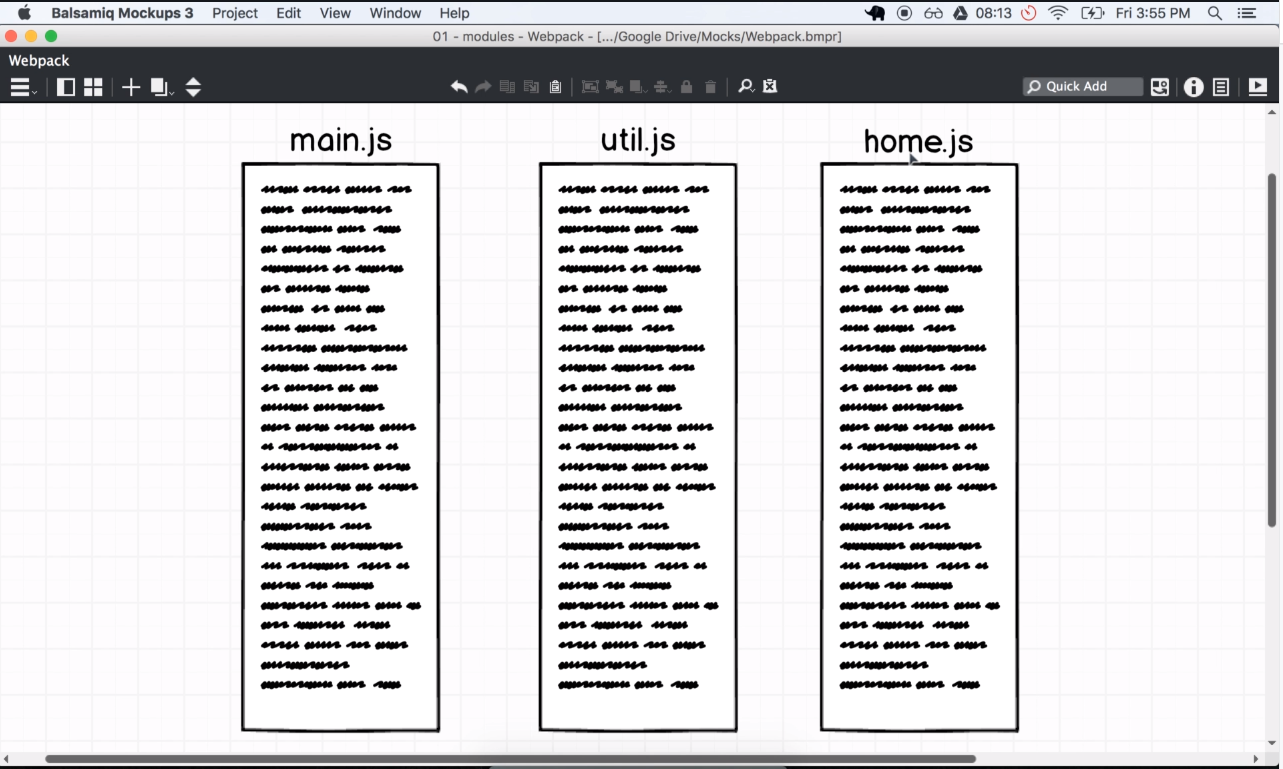 Balsamiq Mockups 3 Project Edit View Window Help 08:13 Fri 3:55 PM
01 - modules - Webpack - [.../Google Drive/Mocks/Webpack.bmpr]
Webpack
Quick Add
main.js util.js home.js